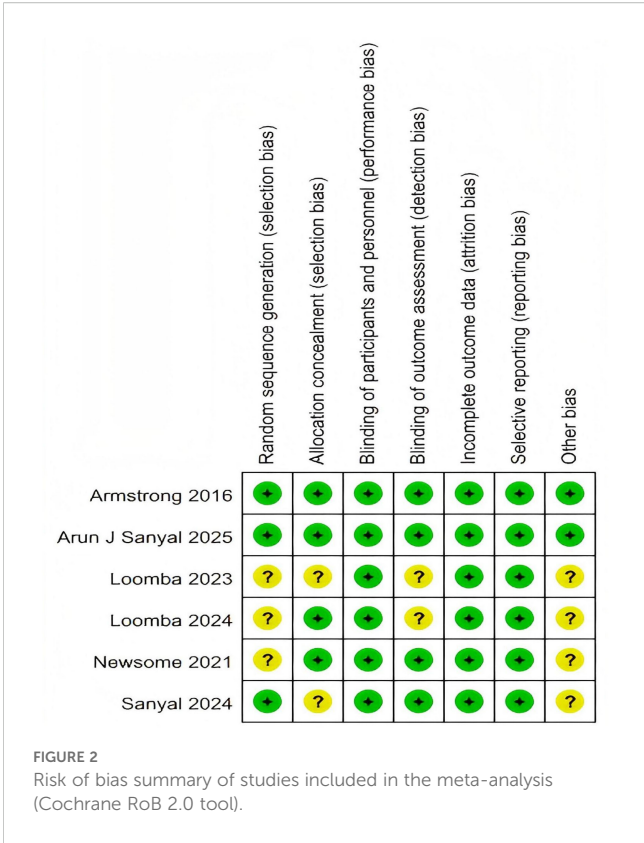 Random sequence generation (selection bias)
Allocation concealment (selection bias)
Blinding of participants and personnel (performance bias)
Blinding of outcome assessment (detection bias)
Incomplete outcome data (attrition bias)
Selective reporting (reporting bias)
Other bias
Armstrong 2016 + + + + + + +
Arun J Sanyal 2025 + + + + + + +
Loomba 2023 ? ? + ? + + ?
Loomba 2024 ? + + ? + + ?
Newsome 2021 ? + + + + + ?
Sanyal 2024 + ? + + + + ?
FIGURE 2
Risk of bias summary of studies included in the meta-analysis
(Cochrane RoB 2.0 tool).